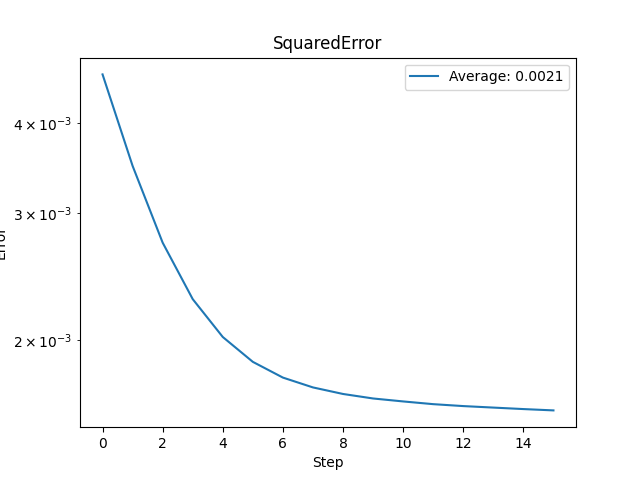 SquaredError
Average: 0.0021
4 × 10⁻³
3 × 10⁻³
2 × 10⁻³
Error
0 2 4 6 8 10 12 14
Step